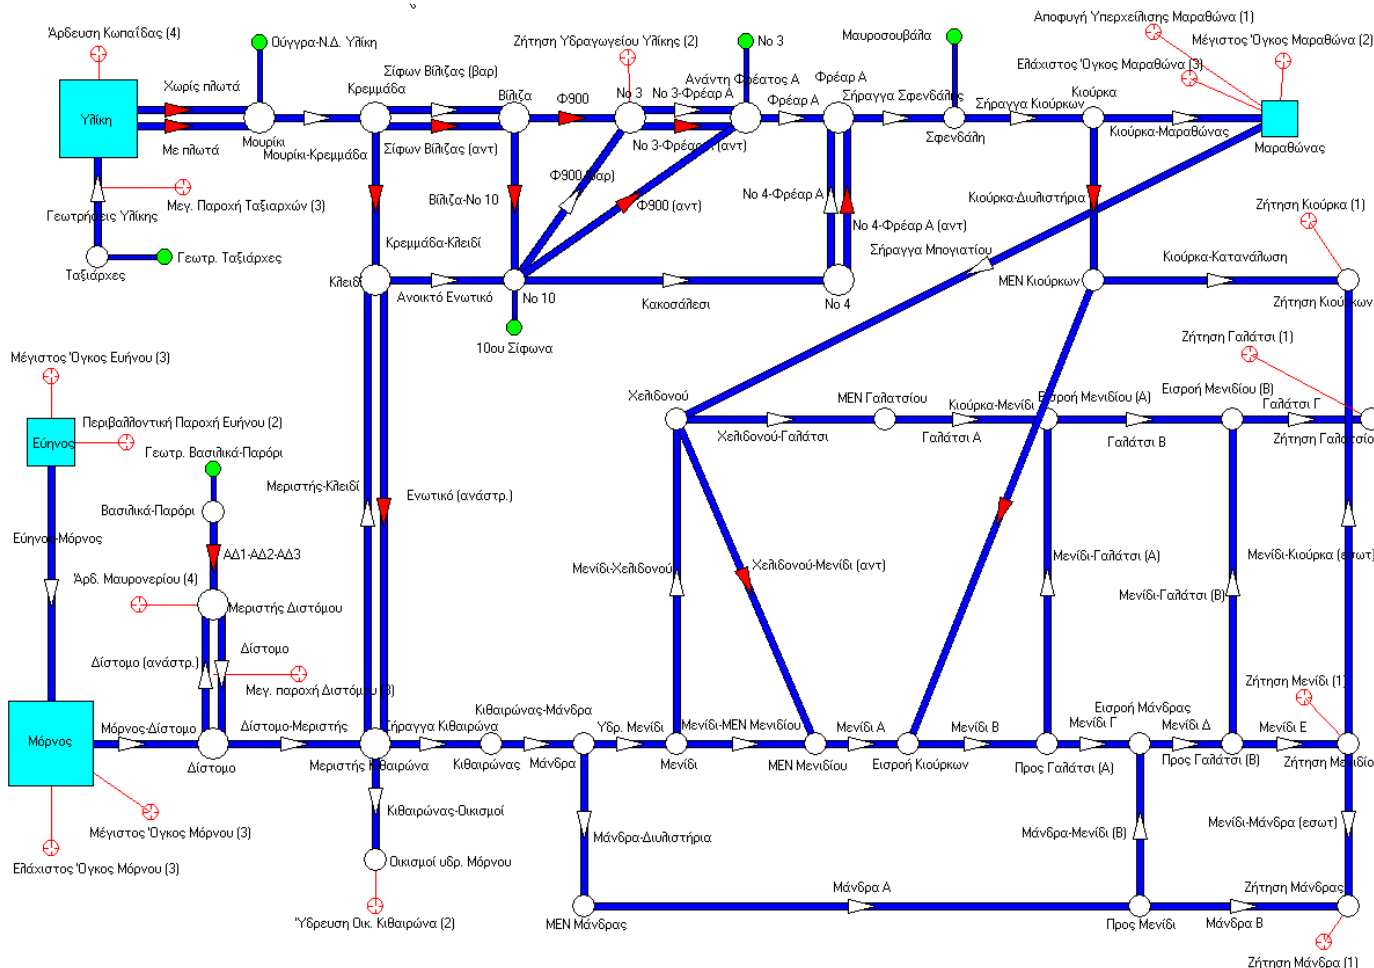 Αποφυγή Υπερχείλισης Μαραθώνα (1)
Άρδευση Κωπαΐδας (4)
Ούγγρα-Ν.Δ. Υλίκη
Ζήτηση Υδραγωγείου Υλίκης (2)
No 3
Μαυροσουβάλα
Μέγιστος Όγκος Μαραθώνα (2)
Ελάχιστος Όγκος Μαραθώνα (3)
Χωρίς πλωτά
Σίφων Βίλιζας (βαρ)
Κρεμμάδα
Βίλιζα
Φ900
No 3
No 3-Φρέαρ Α
Ανάντη Φρέατος Α
Φρέαρ Α
Φρέαρ Α
Σήραγγα Σφενδάλης
Σήραγγα Κιούρκων
Κιούρκα
Υλίκη
Με πλωτά
Μουρίκι
Μουρίκι-Κρεμμάδα
Σίφων Βίλιζας (αντ)
No 3-Φρέαρ Α (αντ)
Σφενδάλη
Κιούρκα-Μαραθώνας
Μαραθώνας
Γεωτρήσεις Υλίκης
Μεγ. Παροχή Ταξιαρχών (3)
Βίλιζα-No 10
Φ900 (βαρ)
Φ900 (αντ)
No 4-Φρέαρ Α
No 4-Φρέαρ Α (αντ)
Κιούρκα-Διυλιστήρια
Ζήτηση Κιούρκα (1)
Ταξιάρχες
Γεωτρ. Ταξιάρχες
Κρεμμάδα-Κλειδί
Σήραγγα Μπογιατίου
Κιούρκα-Κατανάλωση
Κλειδί
Ανοικτό Ενωτικό
No 10
Κακοσάλεσι
No 4
ΜΕΝ Κιούρκων
Ζήτηση Κιούρκων
10ου Σίφωνα
Μέγιστος Όγκος Ευήνου (3)
Ζήτηση Γαλάτσι (1)
Χελιδονού
ΜΕΝ Γαλατσίου
Κιούρκα-Μενίδι
Εισροή Μενιδίου (Α)
Εισροή Μενιδίου (Β)
Γαλάτσι Γ
Περιβαλλοντική Παροχή Ευήνου (2)
Εύηνος
Χελιδονού-Γαλάτσι
Γαλάτσι Α
Γαλάτσι Β
Ζήτηση Γαλατσίο
Γεωτρ. Βασιλικά-Παρόρι
Μεριστής-Κλειδί
Ενωτικό (ανάστρ.)
Βασιλικά-Παρόρι
Εύηνος-Μόρνος
ΑΔ1-ΑΔ2-ΑΔ3
Μενίδι-Γαλάτσι (Α)
Μενίδι-Κιούρκα (εσωτ)
Άρδ. Μαυρονερίου (4)
Μενίδι-Χελιδονού
Χελιδονού-Μενίδι (αντ)
Μενίδι-Γαλάτσι (Β)
Μεριστής Διστόμου
Δίστομο (ανάστρ.)
Δίστομο
Μεγ. παροχή Διστόμου (3)
Ζήτηση Μενίδι (1)
Μόρνος
Μόρνος-Δίστομο
Δίστομο-Μεριστής
Σήραγγα Κιθαιρώνα
Κιθαιρώνας-Μάνδρα
Υδρ. Μενίδι
Μενίδι-ΜΕΝ Μενιδίου
Μενίδι Α
Μενίδι Β
Μενίδι Γ
Εισροή Μάνδρας
Μενίδι Δ
Μενίδι Ε
Δίστομο
Μεριστής Κιθαιρώνα
Κιθαιρώνας
Μάνδρα
Μενίδι
ΜΕΝ Μενιδίου
Εισροή Κιούρκων
Προς Γαλάτσι (Α)
Προς Γαλάτσι (Β)
Ζήτηση Μενιδίο
Μέγιστος Όγκος Μόρνου (3)
Κιθαιρώνας-Οικισμοί
Μάνδρα-Διυλιστήρια
Μάνδρα-Μενίδι (Β)
Μενίδι-Μάνδρα (εσωτ)
Ελάχιστος Όγκος Μόρνου (3)
Οικισμοί υδρ. Μόρνου
Μάνδρα Α
Ζήτηση Μάνδρας
Ύδρευση Οικ. Κιθαιρώνα (2)
ΜΕΝ Μάνδρας
Προς Μενίδι
Μάνδρα Β
Ζήτηση Μάνδρα (1)